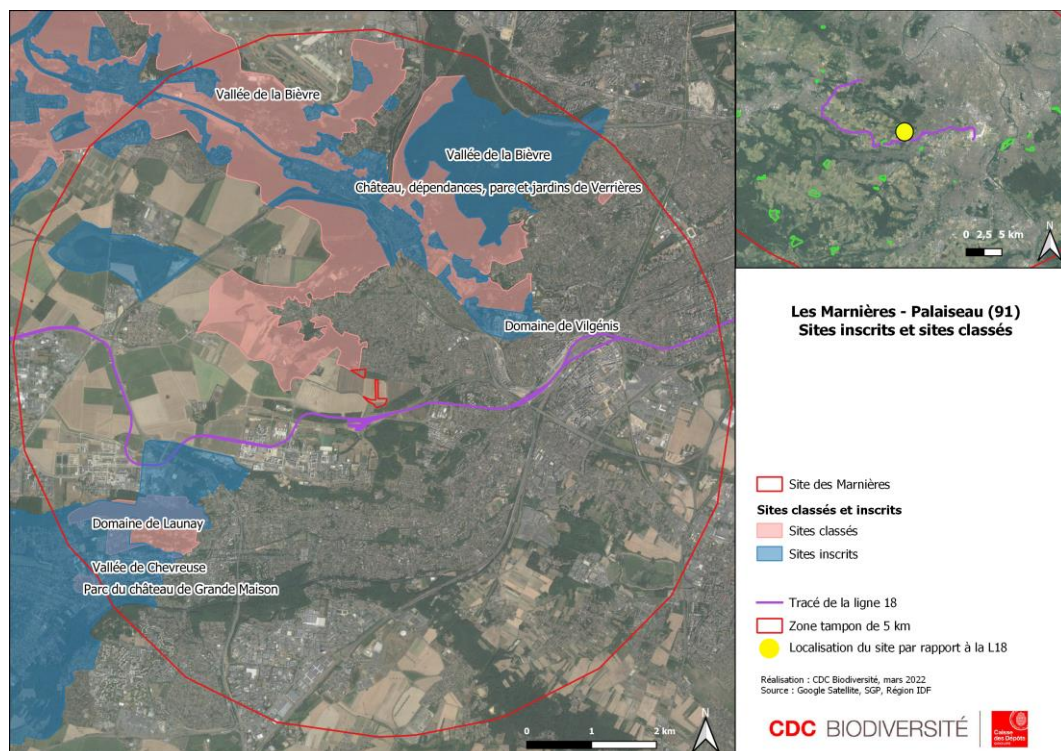 Vallée de la Bièvre
Vallée de la Bièvre
Château, dépendances, parc et jardins de Verrières
Domaine de Vilgénis
Domaine de Launay
Vallée de Chevreuse
Parc du château de Grande Maison
0 1 2 km
N
0 2,5 5 km
N
Les Marnières - Palaiseau (91)
Sites inscrits et sites classés
Site des Marnières
Sites classés et inscrits
Sites classés
Sites inscrits
Tracé de la ligne 18
Zone tampon de 5 km
Localisation du site par rapport à la L18
Réalisation : CDC Biodiversité, mars 2022
Source : Google Satellite, SGP, Région IDF
CDC BIODIVERSITÉ
Caisse
des Dépôts
GROUPE